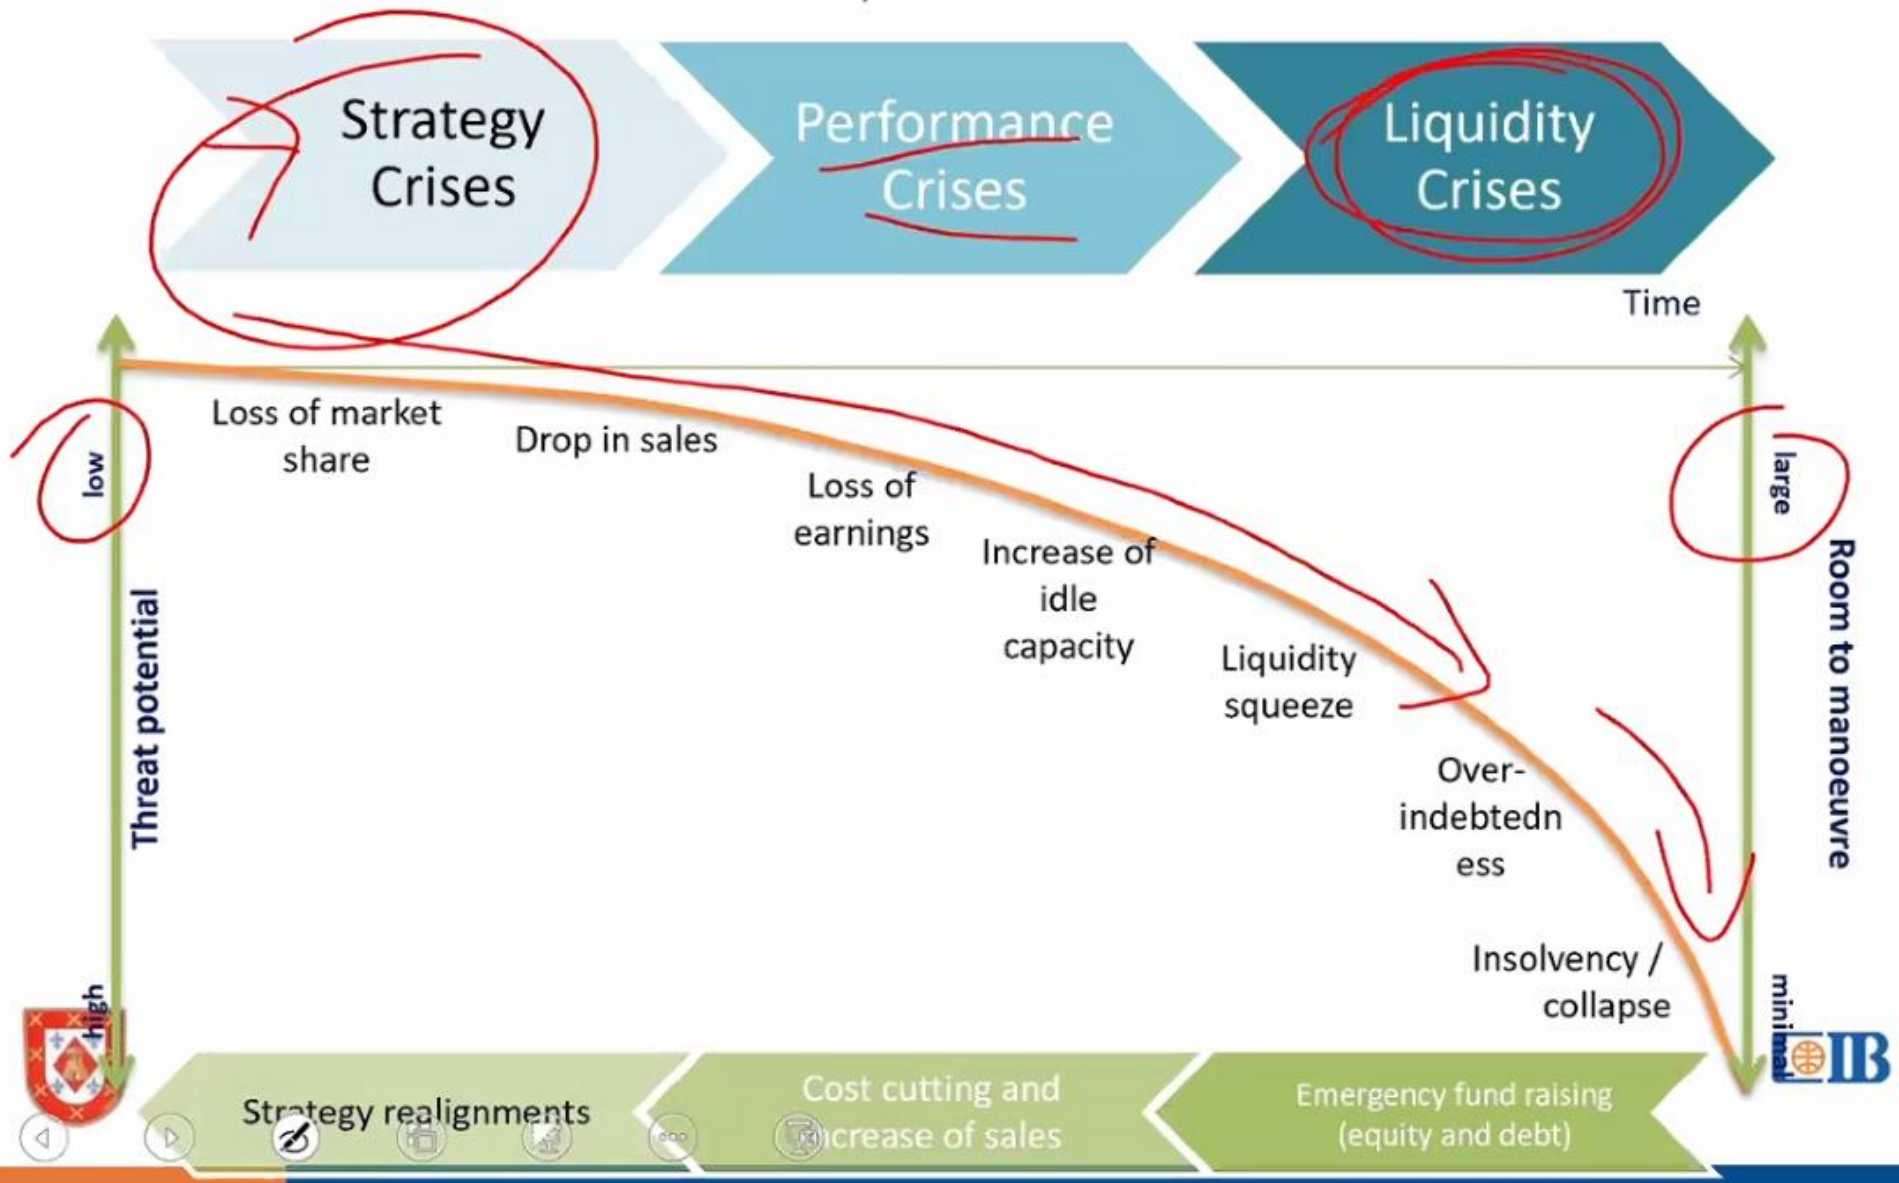 Strategy
Crises
Performance
Crises
Liquidity
Crises
Time
low
large
Loss of market
share
Drop in sales
Loss of
earnings
Increase of
idle
capacity
Liquidity
squeeze
Over-
indebtedn
ess
Insolvency /
collapse
Threat potential
Room to manoeuvre
high
minimal
IB
Strategy realignments
Cost cutting and
increase of sales
Emergency fund raising
(equity and debt)